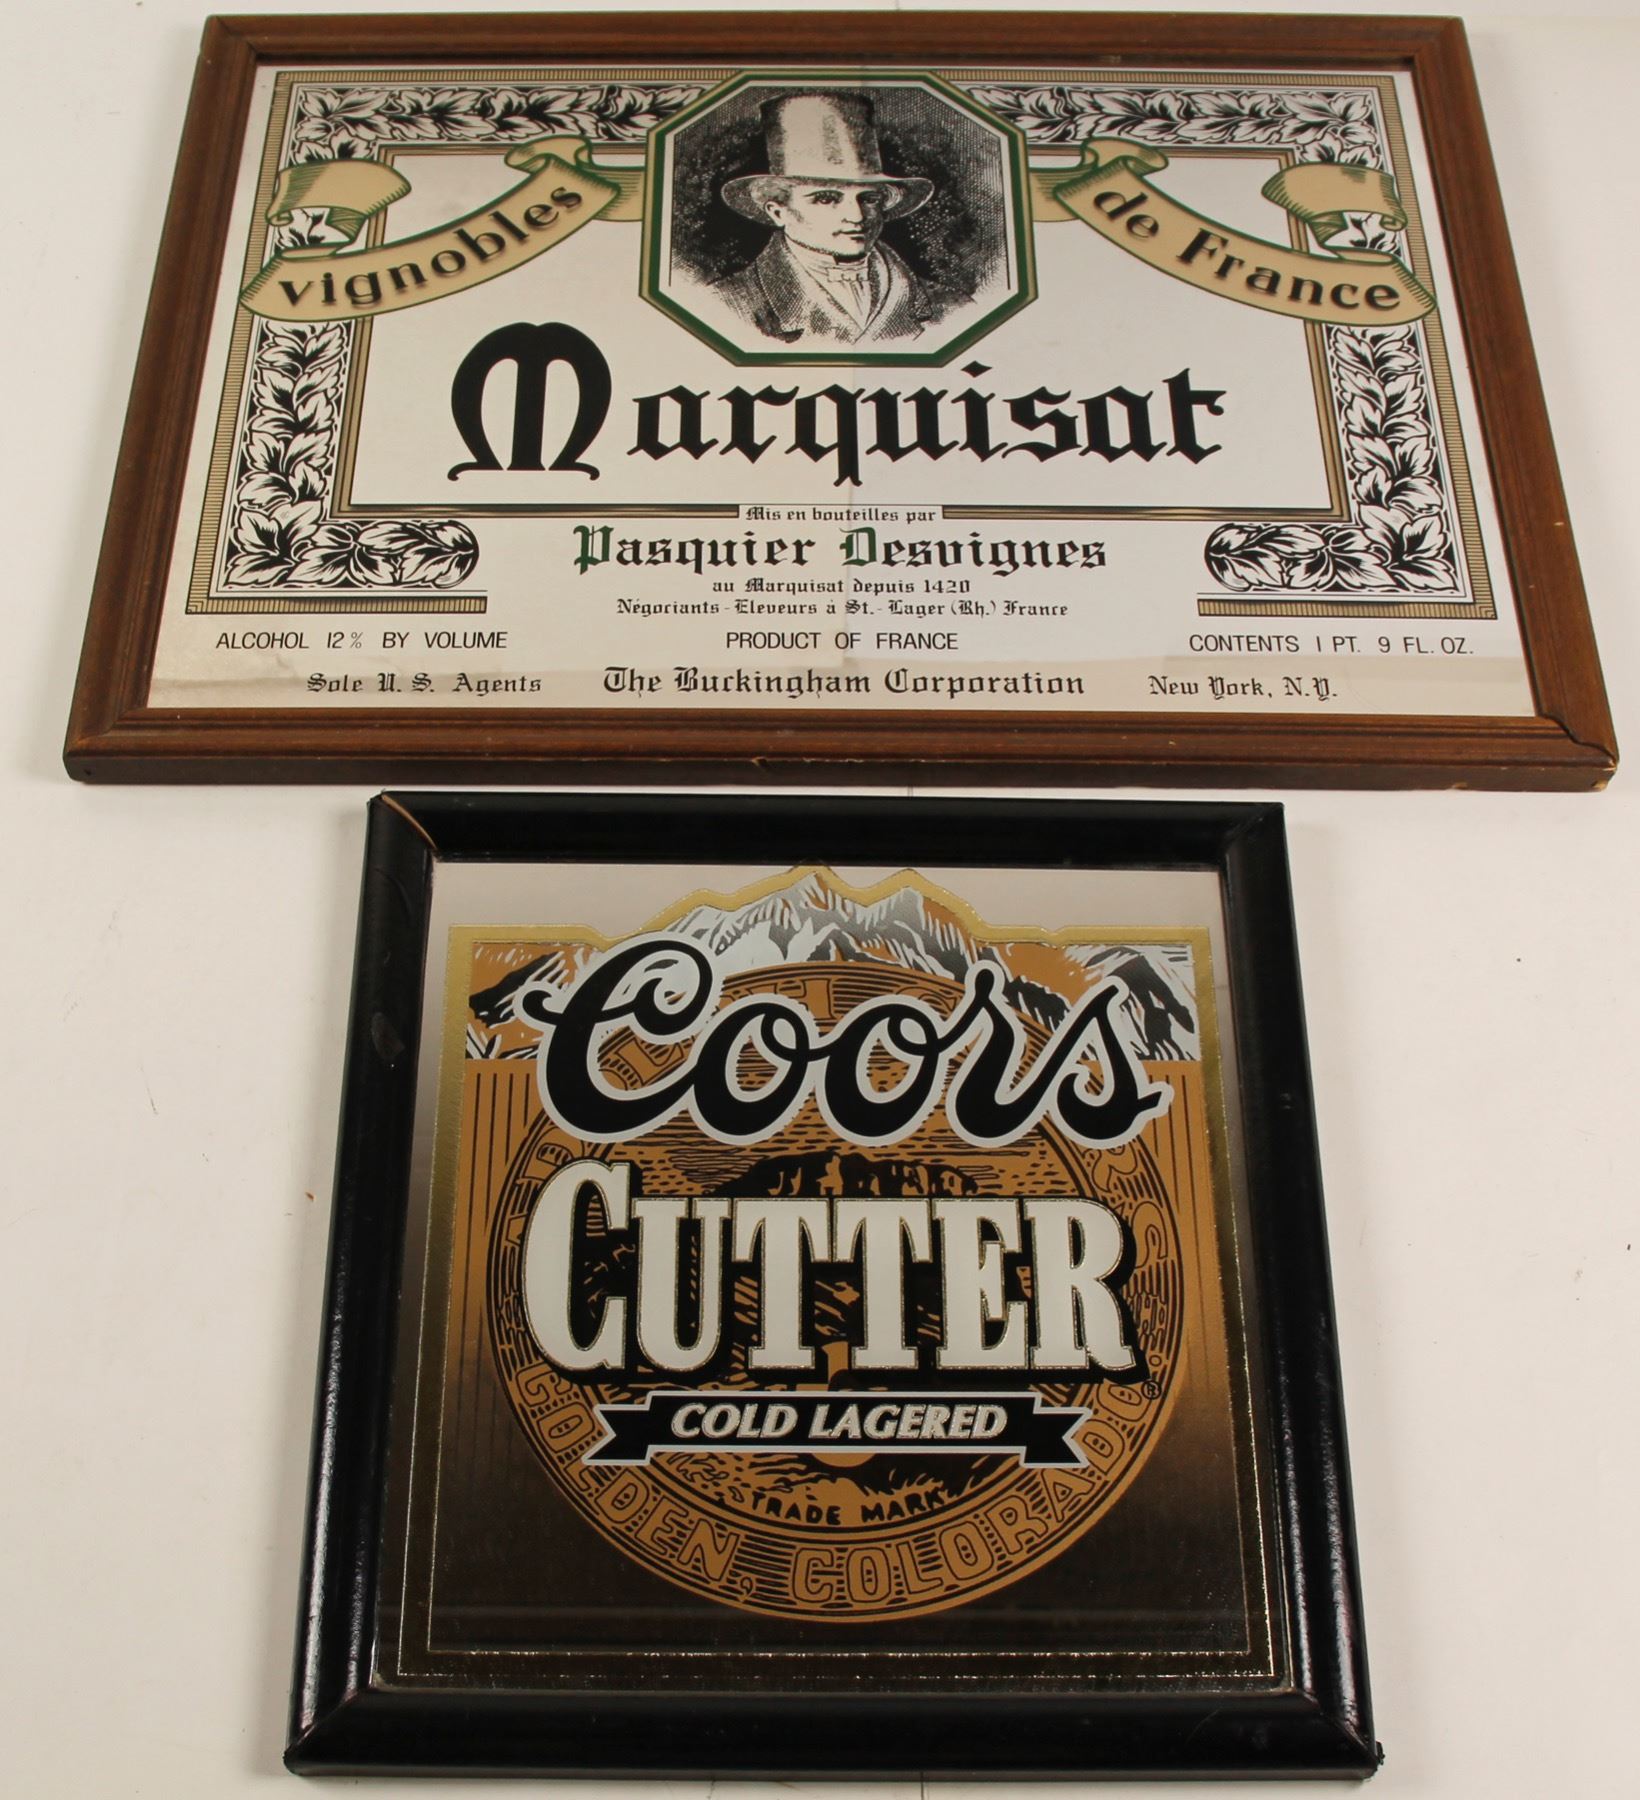 vignobles de France
Marquisat
Mis en bouteilles par
Pasquier Desvignes
au Marquisat depuis 1420
Négociants - Eleveurs à St. - Lager (Rh.) France
ALCOHOL 12% BY VOLUME PRODUCT OF FRANCE CONTENTS 1 PT. 9 FL. OZ.
Sole U. S. Agents The Buckingham Corporation New York, N.Y.
Coors
CUTTER
®
COLD LAGERED
TRADE MARK
GOLDEN, COLORADO.